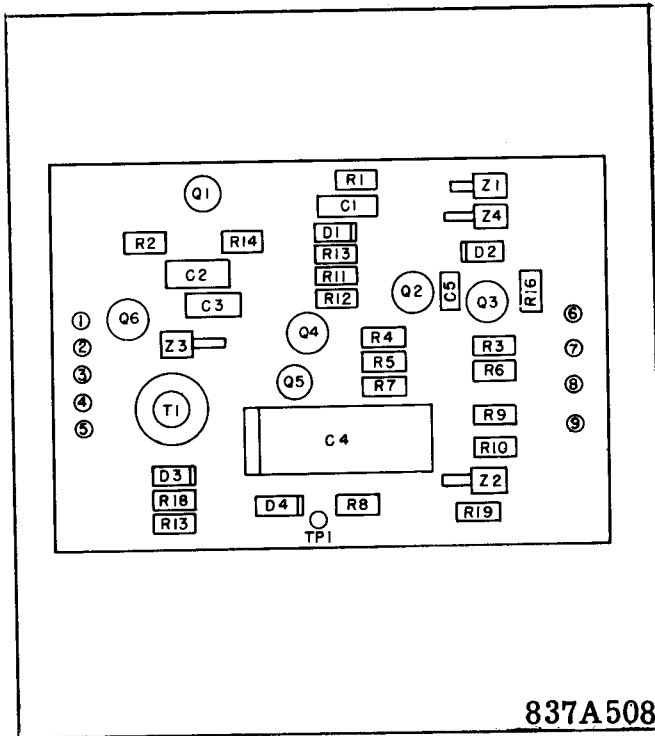 R1
Q1
Z1
C1
Z4
D1
R2
R14
R13
D2
C2
R11
Q2
C5
Q3
R16
R12
C3
①
Q6
Q4
R4
⑥
②
Z3
R3
⑦
R5
③
Q5
R7
R6
⑧
④
T1
R9
⑤
⑨
C4
R10
D3
Z2
R18
D4
R8
R19
R13
TP1
837A508